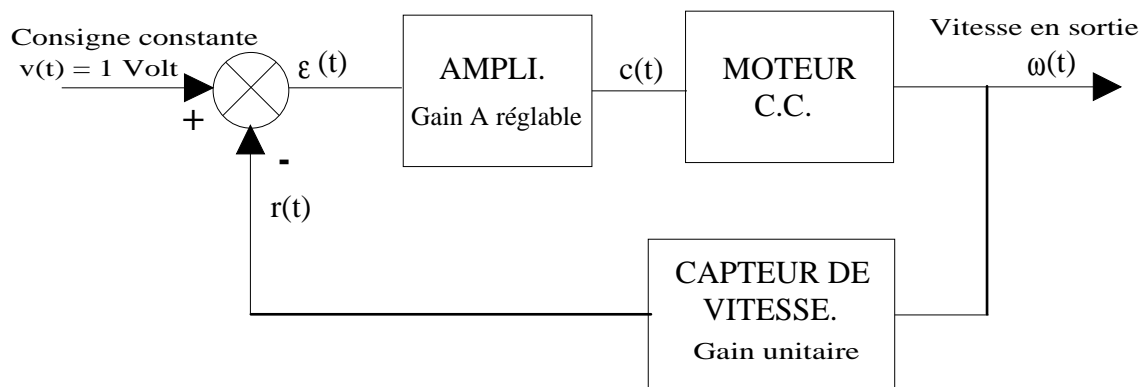 Consigne constante
v(t) = 1 Volt
+
-
ε (t)
AMPLI.
Gain A réglable
c(t)
MOTEUR
C.C.
Vitesse en sortie
ω(t)
r(t)
CAPTEUR DE
VITESSE.
Gain unitaire